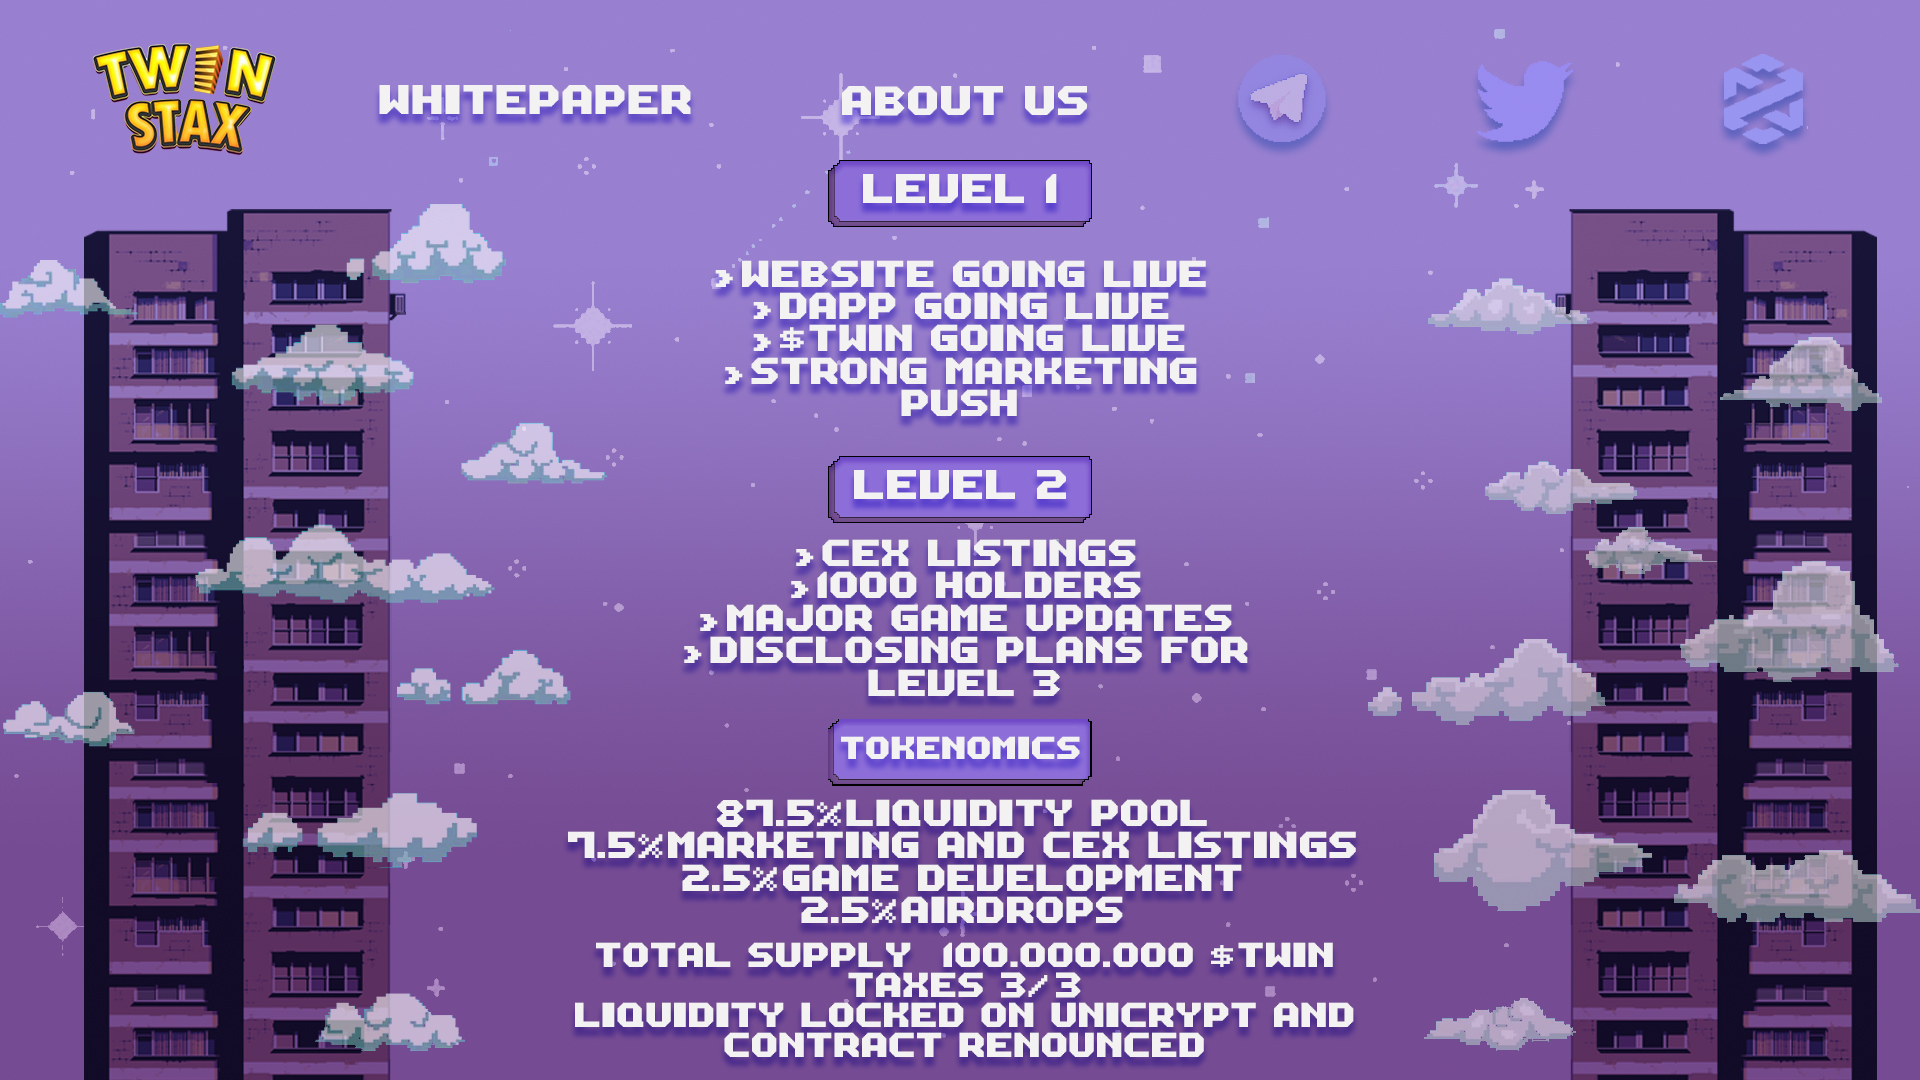 TWIN
STAX
WHITEPAPER
ABOUT US
LEVEL 1
> WEBSITE GOING LIVE
> DAPP GOING LIVE
> $TWIN GOING LIVE
> STRONG MARKETING
PUSH
LEVEL 2
> CEX LISTINGS
> 1000 HOLDERS
> MAJOR GAME UPDATES
> DISCLOSING PLANS FOR
LEVEL 3
TOKENOMICS
87.5%LIQUIDITY POOL
7.5%MARKETING AND CEX LISTINGS
2.5%GAME DEVELOPMENT
2.5%AIRDROPS
TOTAL SUPPLY 100.000.000 $TWIN
TAXES 3/3
LIQUIDITY LOCKED ON UNICRYPT AND
CONTRACT RENOUNCED